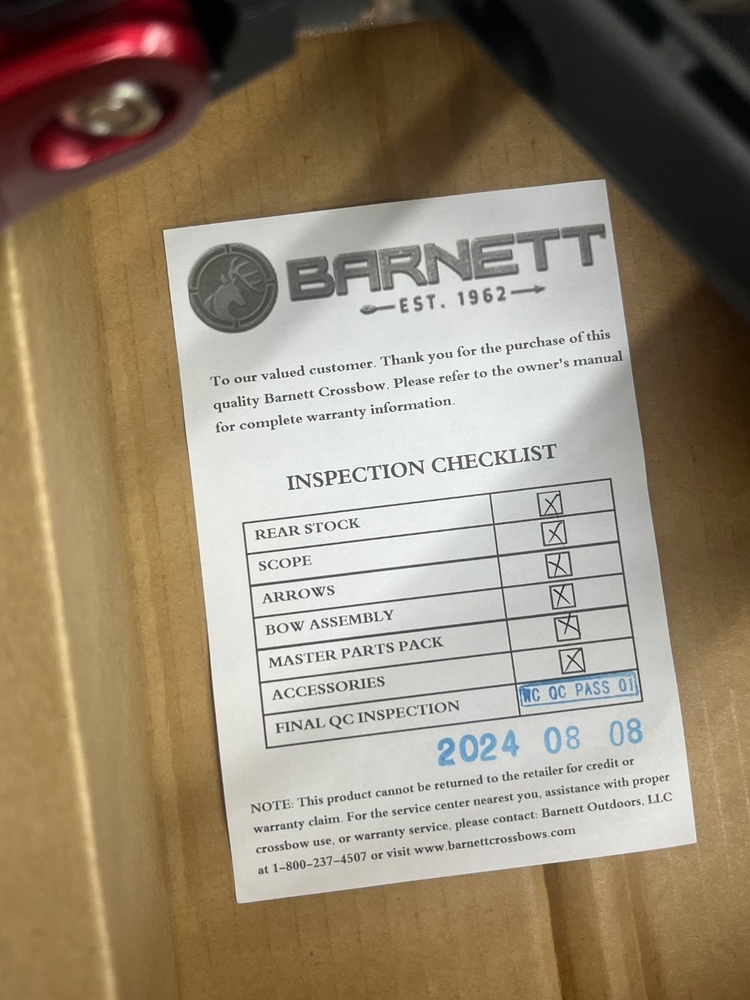 BARNETT
EST. 1962
To our valued customer. Thank you for the purchase of this
quality Barnett Crossbow. Please refer to the owner's manual
for complete warranty information.
INSPECTION CHECKLIST
REAR STOCK
SCOPE
ARROWS
BOW ASSEMBLY
MASTER PARTS PACK
ACCESSORIES
FINAL QC INSPECTION WC QC PASS 01
2024 08 08
NOTE: This product cannot be returned to the retailer for credit or
warranty claim. For the service center nearest you, assistance with proper
crossbow use, or warranty service, please contact: Barnett Outdoors, LLC
at 1-800-237-4507 or visit www.barnettcrossbows.com